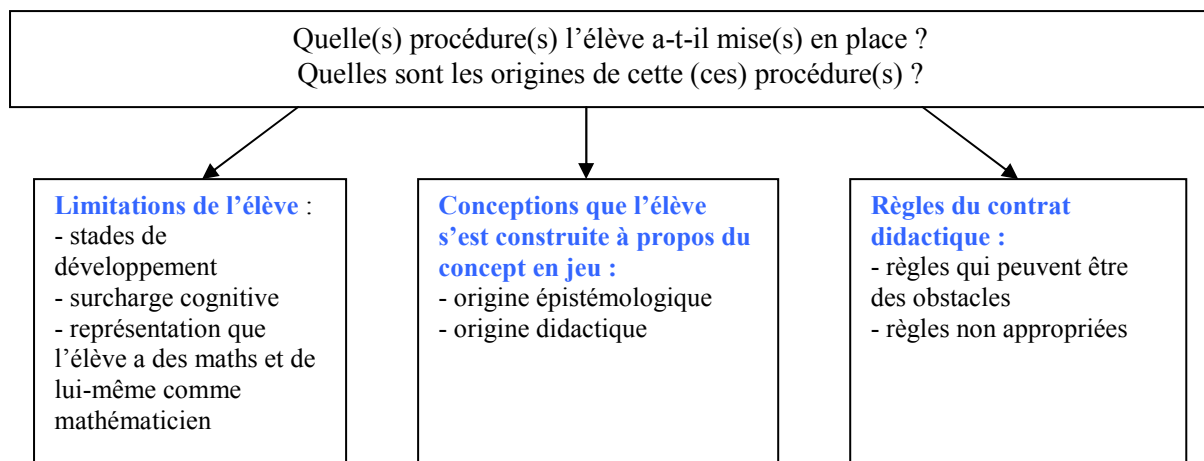 Quelle(s) procédure(s) l’élève a-t-il mise(s) en place ?
Quelles sont les origines de cette (ces) procédure(s) ?
Limitations de l’élève :
- stades de
développement
- surcharge cognitive
- représentation que
l’élève a des maths et de
lui-même comme
mathématicien
Conceptions que l’élève
s’est construite à propos du
concept en jeu :
- origine épistémologique
- origine didactique
Règles du contrat
didactique :
- règles qui peuvent être
des obstacles
- règles non appropriées